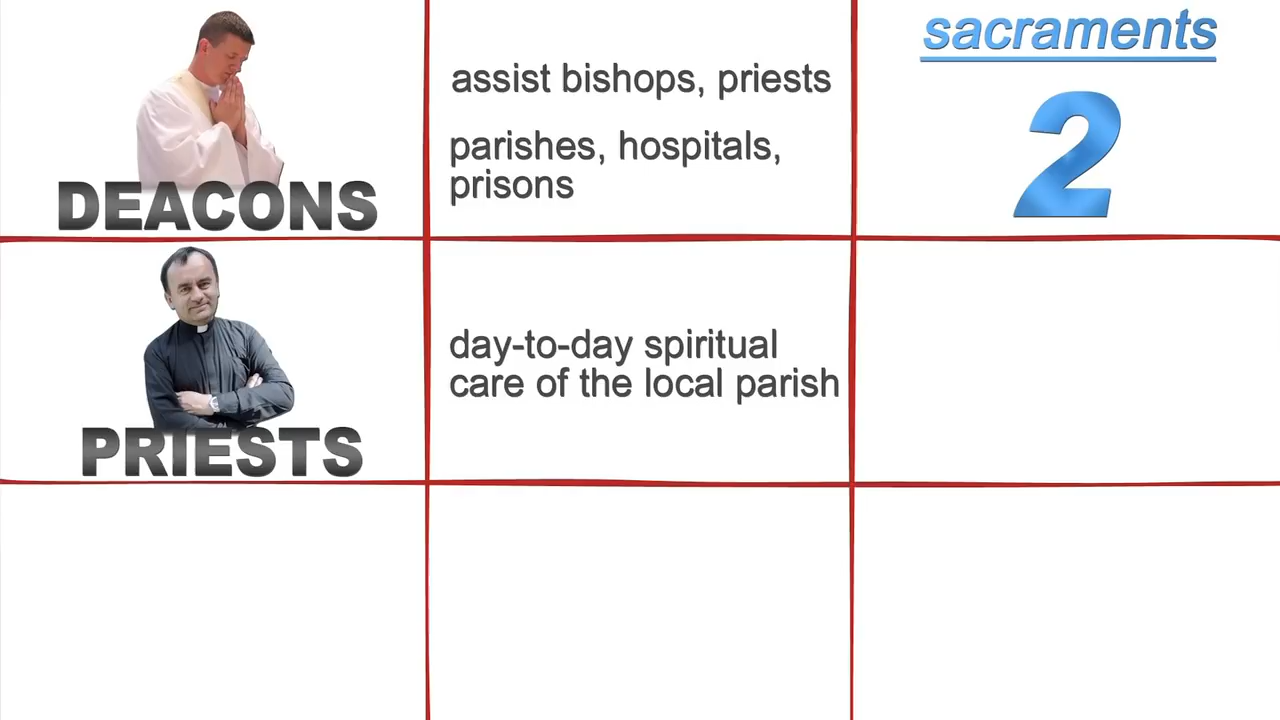 sacraments
assist bishops, priests
2
parishes, hospitals,
prisons
DEACONS
day-to-day spiritual
care of the local parish
PRIESTS